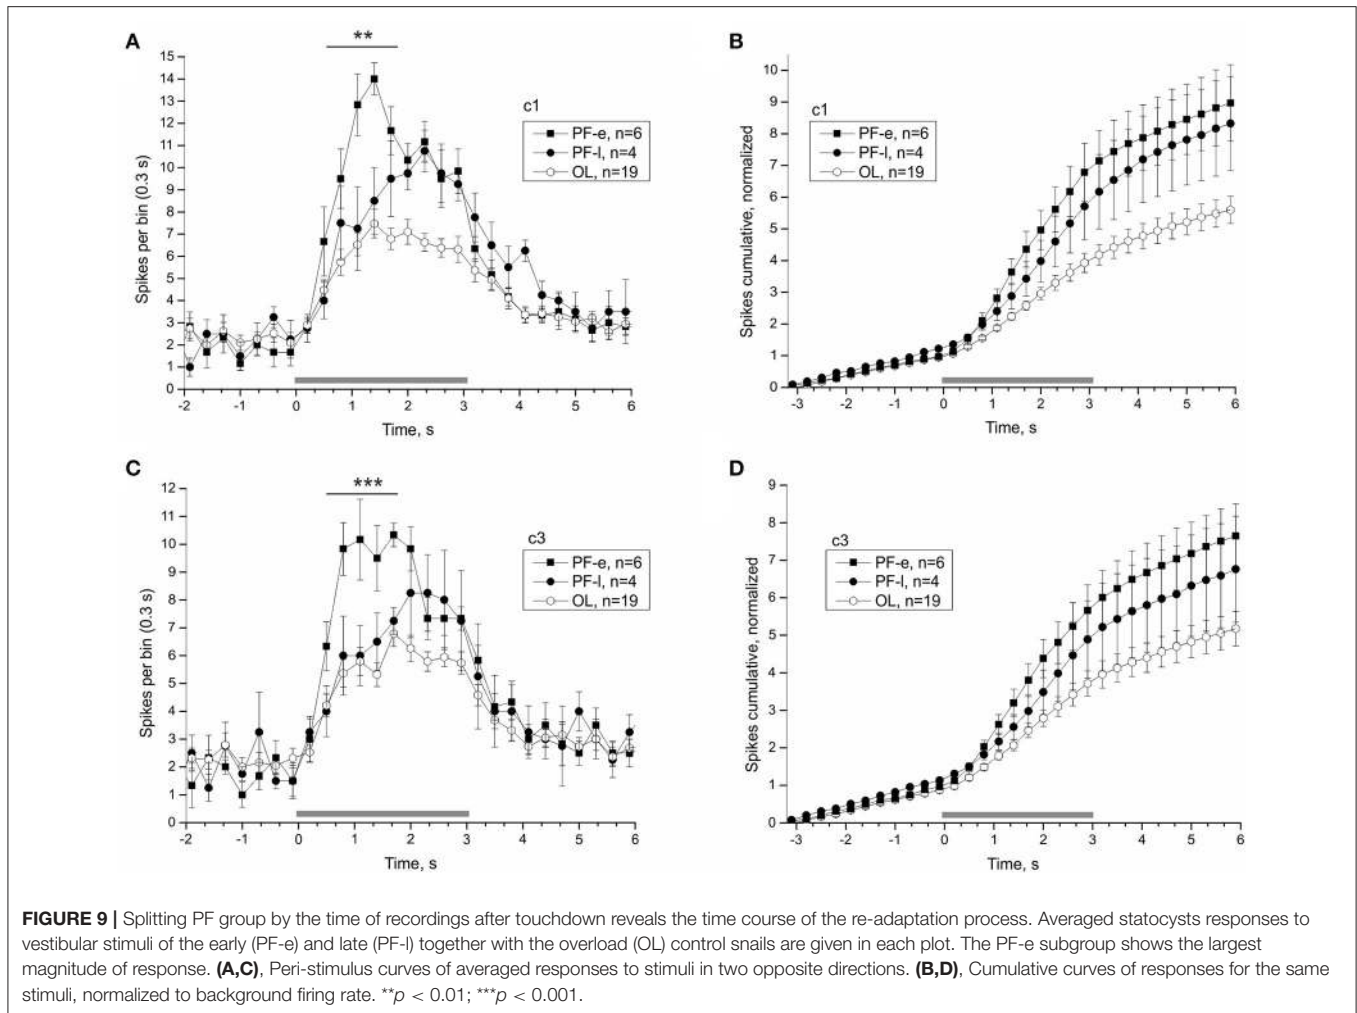 A
**
15
14
13
12
11
10
9
8
7
6
5
4
3
2
1
0
Spikes per bin (0.3 s)
c1
PF-e, n=6
PF-l, n=4
OL, n=19
-2 -1 0 1 2 3 4 5 6
Time, s
B
10
9
8
7
6
5
4
3
2
1
0
Spikes cumulative, normalized
c1
PF-e, n=6
PF-l, n=4
OL, n=19
-3 -2 -1 0 1 2 3 4 5 6
Time, s
C
***
12
11
10
9
8
7
6
5
4
3
2
1
0
Spikes per bin (0.3 s)
c3
PF-e, n=6
PF-l, n=4
OL, n=19
-2 -1 0 1 2 3 4 5 6
Time, s
D
9
8
7
6
5
4
3
2
1
0
Spikes cumulative, normalized
c3
PF-e, n=6
PF-l, n=4
OL, n=19
-3 -2 -1 0 1 2 3 4 5 6
Time, s
FIGURE 9 | Splitting PF group by the time of recordings after touchdown reveals the time course of the re-adaptation process. Averaged statocysts responses to
vestibular stimuli of the early (PF-e) and late (PF-l) together with the overload (OL) control snails are given in each plot. The PF-e subgroup shows the largest
magnitude of response. (A,C), Peri-stimulus curves of averaged responses to stimuli in two opposite directions. (B,D), Cumulative curves of responses for the same
stimuli, normalized to background firing rate. **p < 0.01; ***p < 0.001.